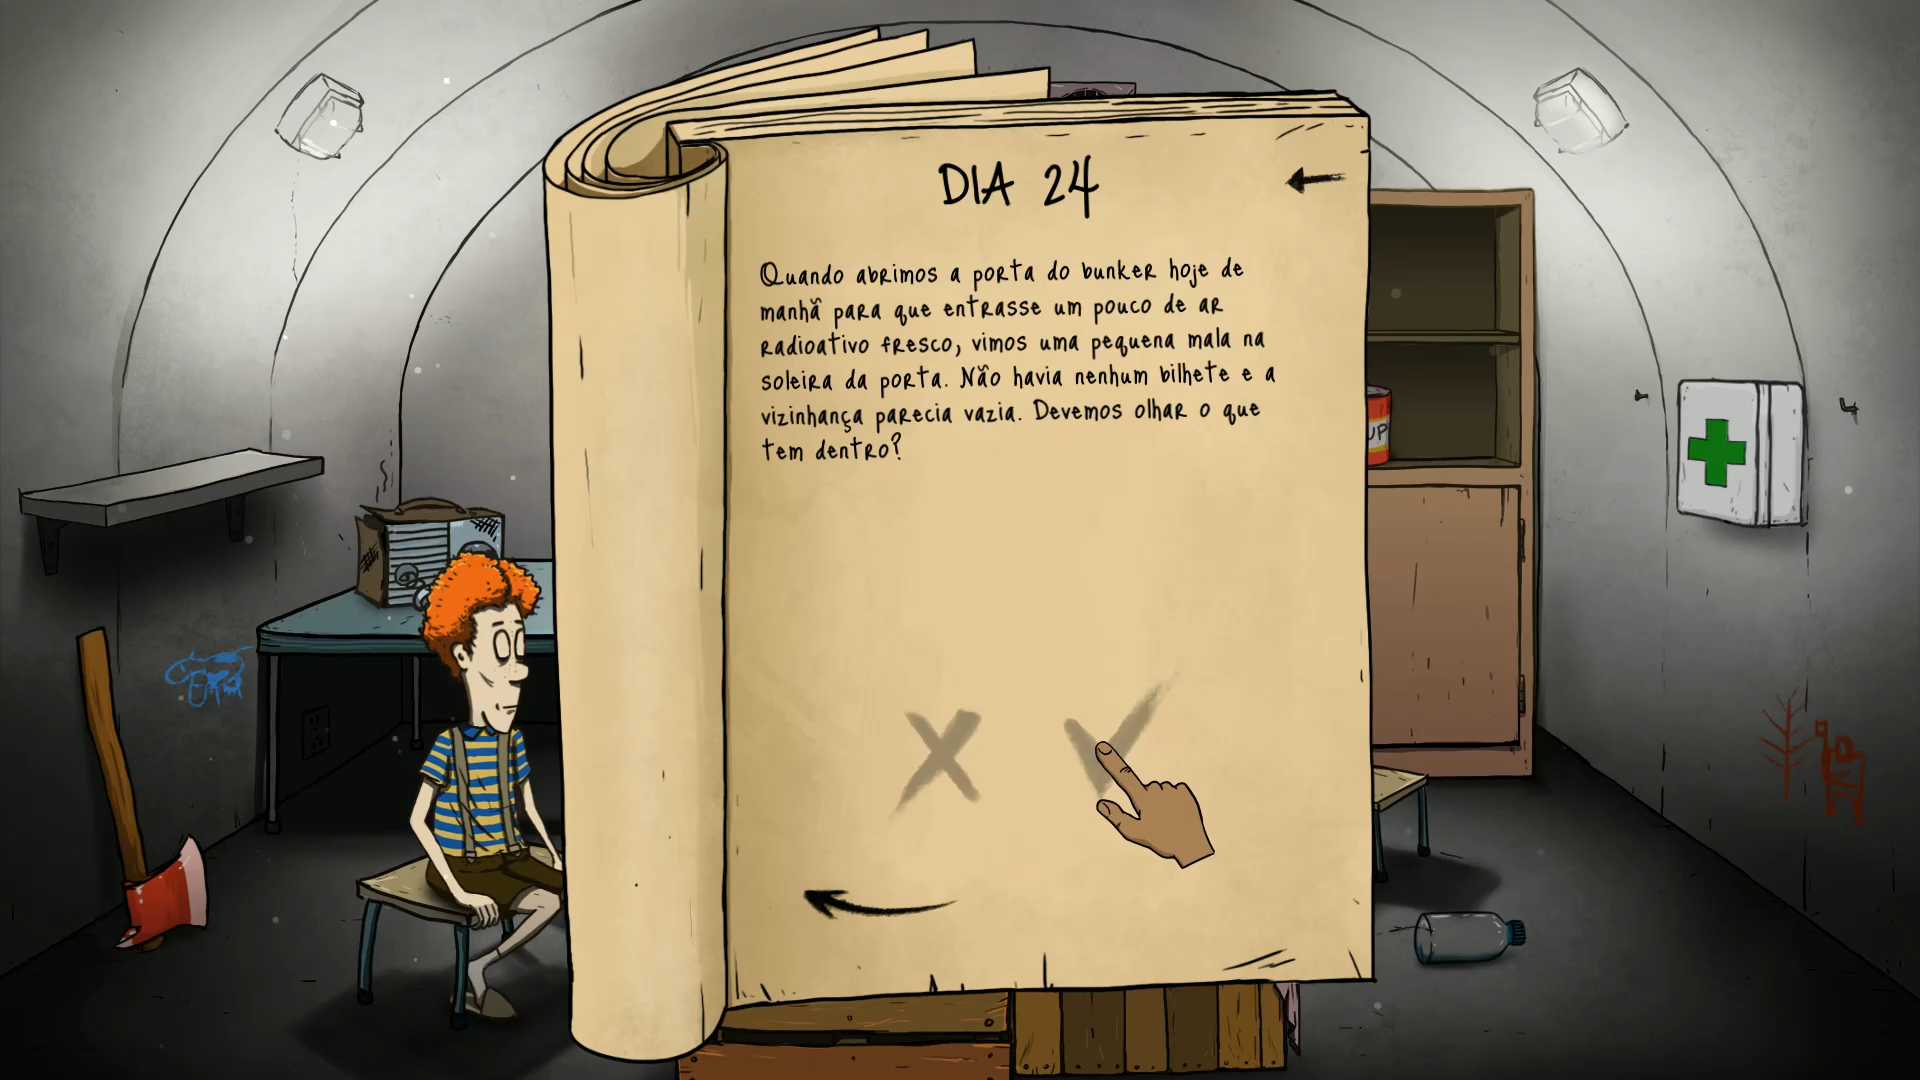 DIA 24
Quando abrimos a porta do bunker hoje de
manhã para que entrasse um pouco de ar
radioativo fresco, vimos uma pequena mala na
soleira da porta. Não havia nenhum bilhete e a
vizinhança parecia vazia. Devemos olhar o que
tem dentro?
UP